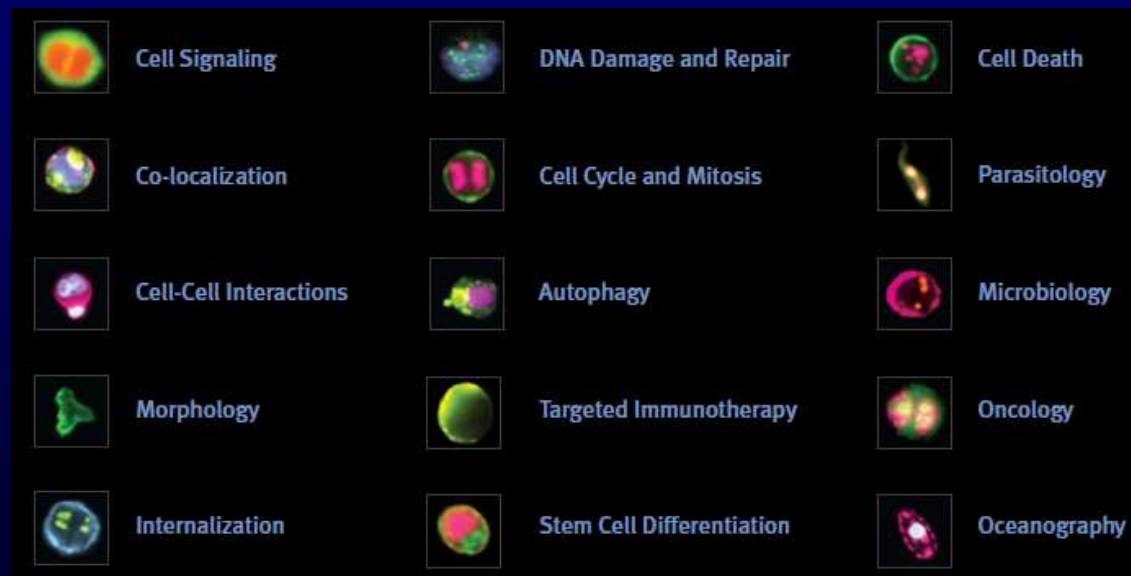 Cell Signaling
DNA Damage and Repair
Cell Death
Co-localization
Cell Cycle and Mitosis
Parasitology
Cell-Cell Interactions
Autophagy
Microbiology
Morphology
Targeted Immunotherapy
Oncology
Internalization
Stem Cell Differentiation
Oceanography